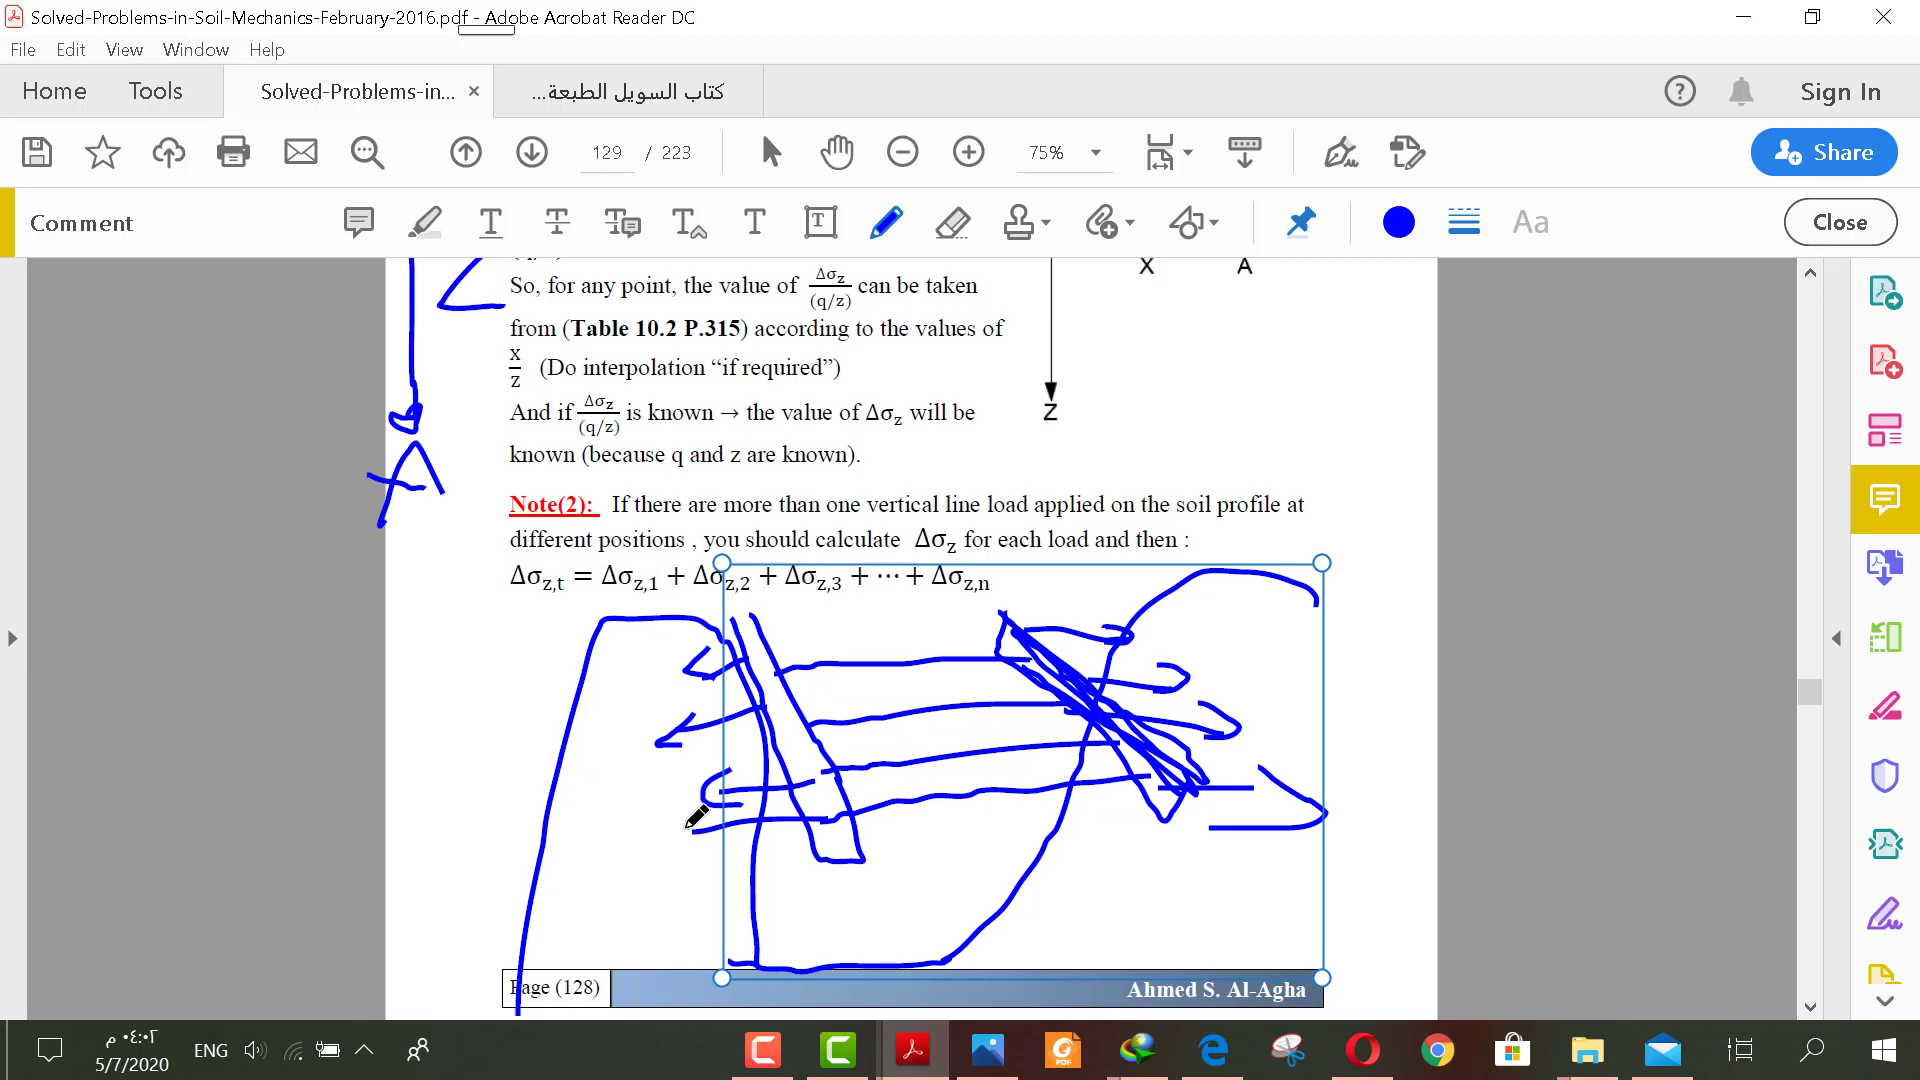 Solved-Problems-in-Soil-Mechanics-February-2016.pdf - Adobe Acrobat Reader DC
File Edit View Window Help
Home Tools Solved-Problems-in... × كتاب السويل الطبعة... Sign In
129 / 223 75% Share
Comment T T T T T T Aa Close
X A
So, for any point, the value of Δσz/(q/z) can be taken
from (Table 10.2 P.315) according to the values of
x/z (Do interpolation “if required”)
And if Δσz/(q/z) is known → the value of Δσz will be
known (because q and z are known).
Z
A
Note(2): If there are more than one vertical line load applied on the soil profile at
different positions , you should calculate Δσz for each load and then :
Δσz,t = Δσz,1 + Δσz,2 + Δσz,3 + ⋯ + Δσz,n
Page (128) Ahmed S. Al-Agha
٠٤:٠٢ م
ENG
5/7/2020
PDF